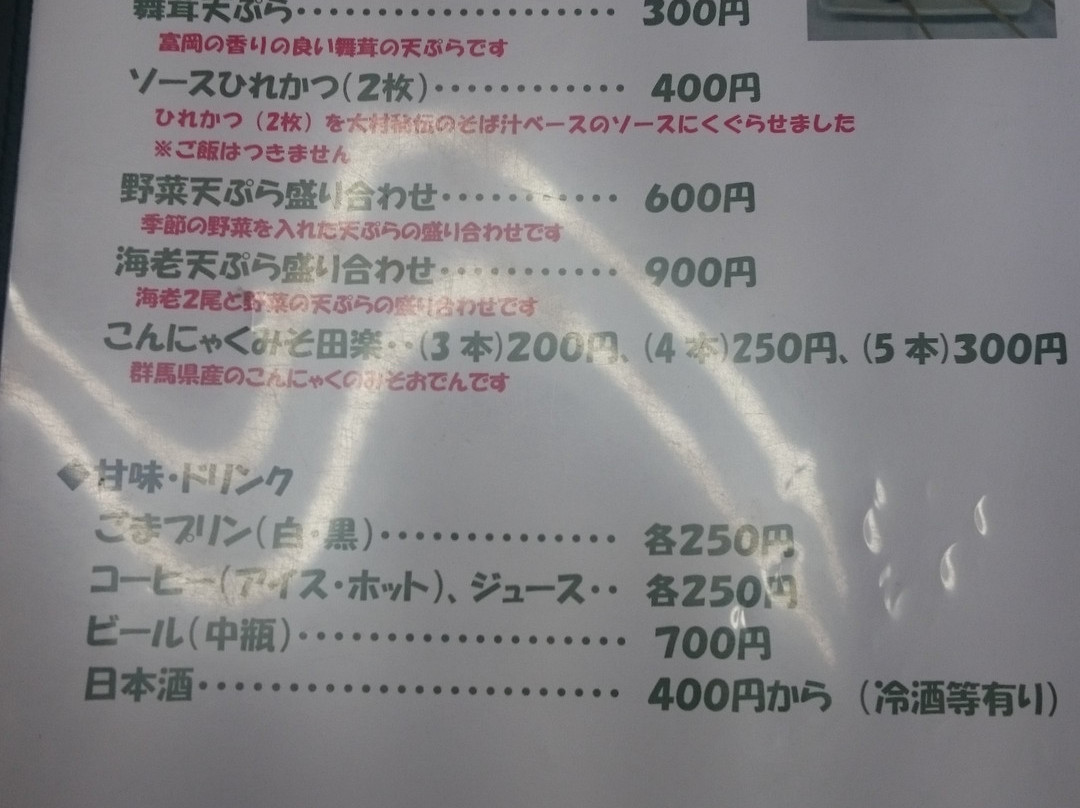 舞茸天ぷら・・・・・・・・・・・・・・・・・・ 300円
富岡の香りの良い舞茸の天ぷらです
ソースひれかつ(2枚)・・・・・・・・・・・ 400円
ひれかつ（2枚）を大村秘伝のそば汁ベースのソースにくぐらせました
※ご飯はつきません
野菜天ぷら盛り合わせ・・・・・・・・・・ 600円
季節の野菜を入れた天ぷらの盛り合わせです
海老天ぷら盛り合わせ・・・・・・・・・・ 900円
海老2尾と野菜の天ぷらの盛り合わせです
こんにゃくみそ田楽・・(3本)200円、(4本)250円、(5本)300円
群馬県産のこんにゃくのみそおでんです
◆甘味・ドリンク
ごまプリン(白・黒)・・・・・・・・・・・・・・ 各250円
コーヒー(アイス・ホット)、ジュース・・ 各250円
ビール(中瓶)・・・・・・・・・・・・・・・・・・ 700円
日本酒・・・・・・・・・・・・・・・・・・・・・・・ 400円から （冷酒等有り）